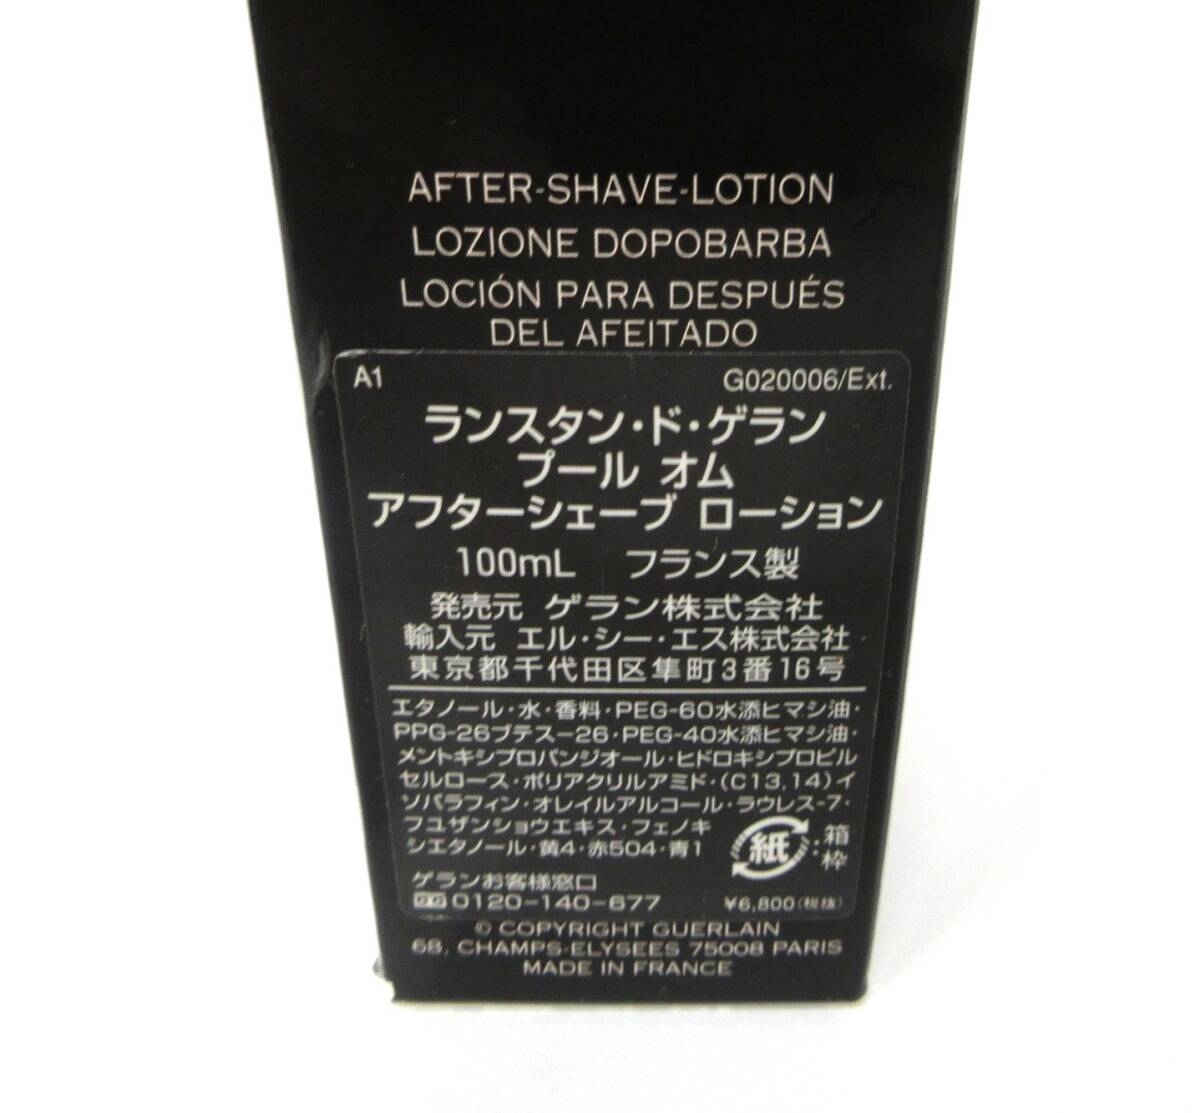 AFTER-SHAVE-LOTION
LOZIONE DOPOBARBA
LOCIÓN PARA DESPUÉS
DEL AFEITADO
A1 G020006/Ext.
ランスタン・ド・ゲラン
プール オム
アフターシェーブ ローション
100mL フランス製
発売元 ゲラン株式会社
輸入元 エル・シー・エス株式会社
東京都千代田区隼町3番16号
エタノール・水・香料・PEG-60水添ヒマシ油・
PPG-26ブテス-26・PEG-40水添ヒマシ油・
メントキシプロパンジオール・ヒドロキシプロピル
セルロース・ポリアクリルアミド・(C13,14)イ
ソパラフィン・オレイルアルコール・ラウレス-7・
フユザンショウエキス・フェノキ
シエタノール・黄4・赤504・青1
紙:箱
枠
ゲランお客様窓口
0120-140-677 ¥6,800(税抜)
© COPYRIGHT GUERLAIN
68, CHAMPS-ELYSEES 75008 PARIS
MADE IN FRANCE